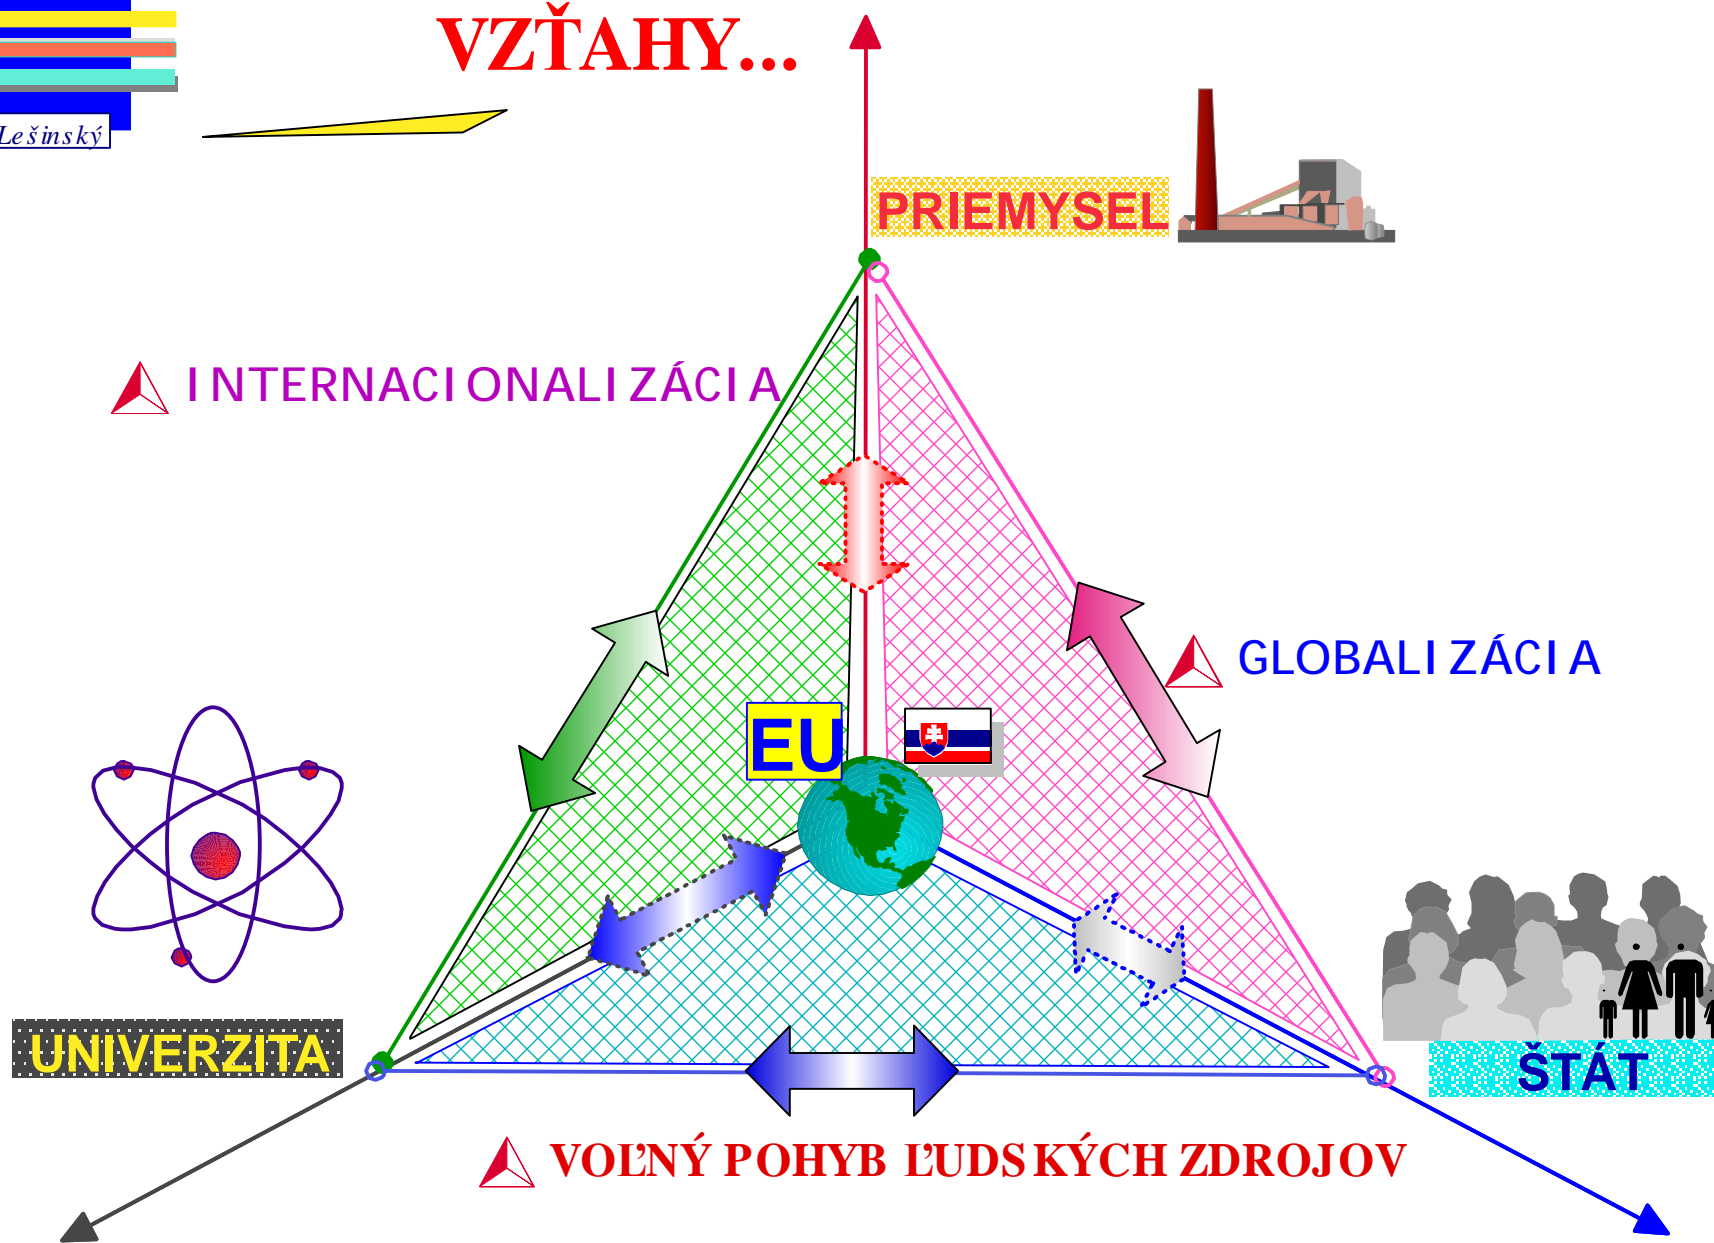 VZŤAHY...
Lešinský
PRIEMYSEL
INTERNACIONALIZÁCIA
GLOBALIZÁCIA
EU
UNIVERZITA
ŠTÁT
VOĽNÝ POHYB ĽUDSKÝCH ZDROJOV